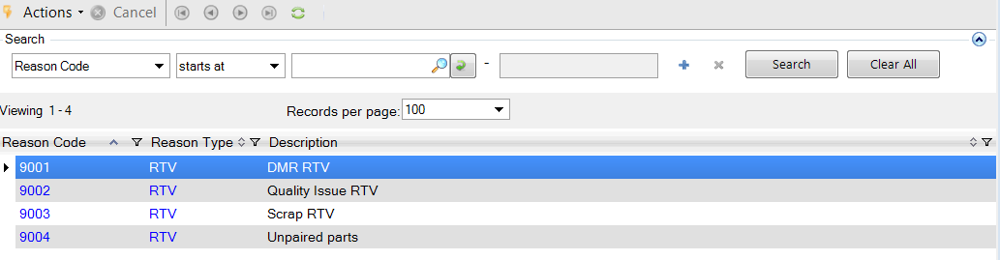 Actions Cancel
Search
Reason Code starts at - Search Clear All
Viewing 1 - 4 Records per page: 100
Reason Code Reason Type Description
9001 RTV DMR RTV
9002 RTV Quality Issue RTV
9003 RTV Scrap RTV
9004 RTV Unpaired parts